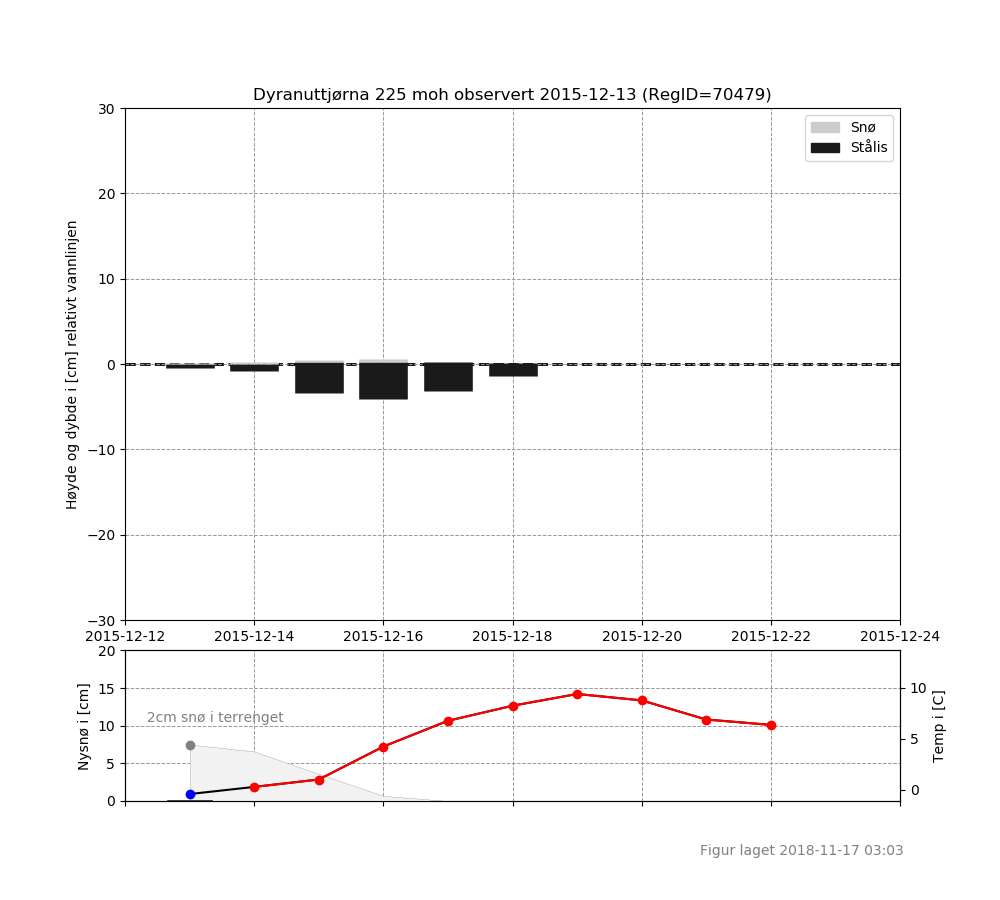 Dyranuttjørna 225 moh observert 2015-12-13 (RegID=70479)
Snø
Stålis
Høyde og dybde i [cm] relativt vannlinjen
30
20
10
0
−10
−20
−30
2015-12-12 2015-12-14 2015-12-16 2015-12-18 2015-12-20 2015-12-22 2015-12-24
Nysnø i [cm]
20
15
10
5
0
2cm snø i terrenget
10
5
0
Temp i [C]
Figur laget 2018-11-17 03:03